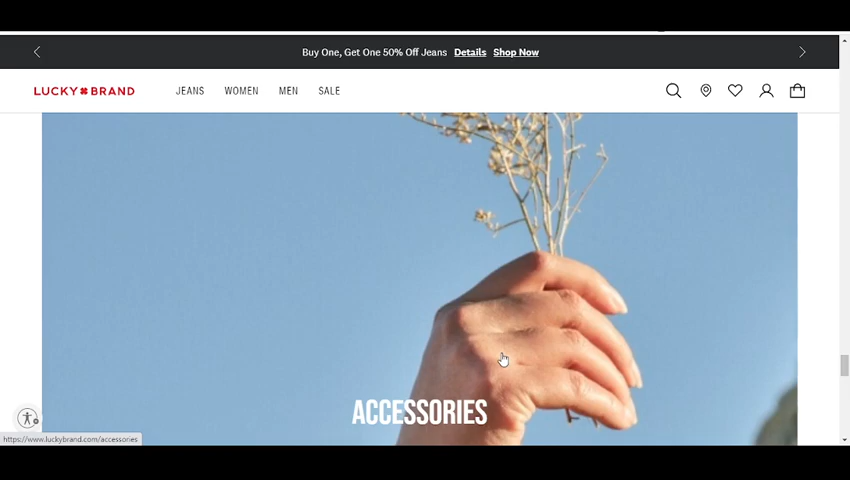 Buy One, Get One 50% Off Jeans Details Shop Now
LUCKY BRAND JEANS WOMEN MEN SALE
ACCESSORIES
https://www.luckybrand.com/accessories